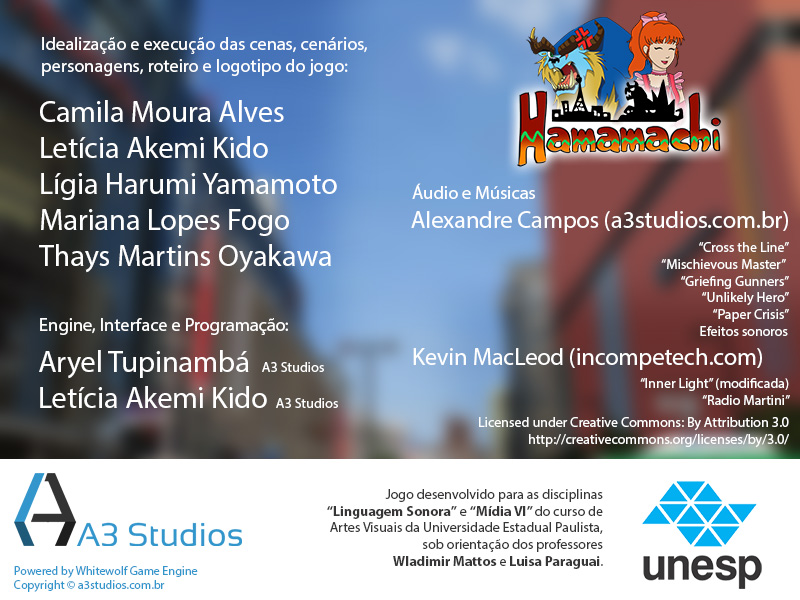 Idealização e execução das cenas, cenários,
personagens, roteiro e logotipo do jogo:
Camila Moura Alves
Letícia Akemi Kido
Lígia Harumi Yamamoto
Mariana Lopes Fogo
Thays Martins Oyakawa
Engine, Interface e Programação:
Aryel Tupinambá A3 Studios
Letícia Akemi Kido A3 Studios
Hamamachi
Áudio e Músicas
Alexandre Campos (a3studios.com.br)
“Cross the Line”
“Mischievous Master”
“Griefing Gunners”
“Unlikely Hero”
“Paper Crisis”
Efeitos sonoros
Kevin MacLeod (incompetech.com)
“Inner Light” (modificada)
“Radio Martini”
Licensed under Creative Commons: By Attribution 3.0
http://creativecommons.org/licenses/by/3.0/
A3 Studios
Powered by Whitewolf Game Engine
Copyright © a3studios.com.br
Jogo desenvolvido para as disciplinas
“Linguagem Sonora” e “Mídia VI” do curso de
Artes Visuais da Universidade Estadual Paulista,
sob orientação dos professores
Wladimir Mattos e Luisa Paraguai.
unesp